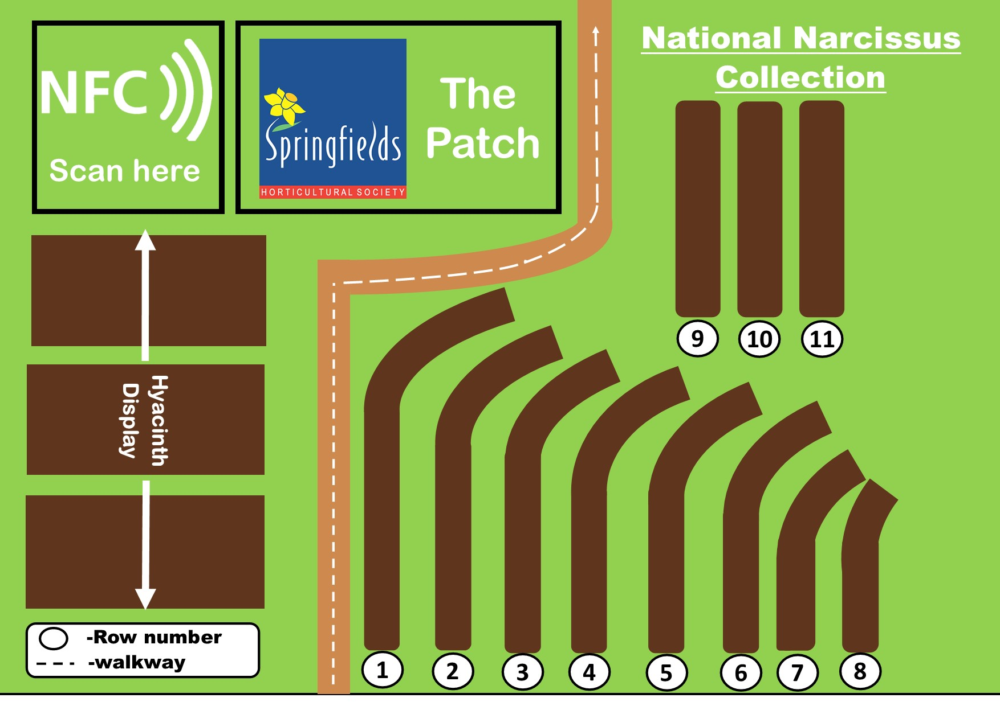 NFC
Scan here
Springfields
HORTICULTURAL SOCIETY
The
Patch
National Narcissus
Collection
9
10
11
Hyacinth
Display
-Row number
-walkway
1
2
3
4
5
6
7
8